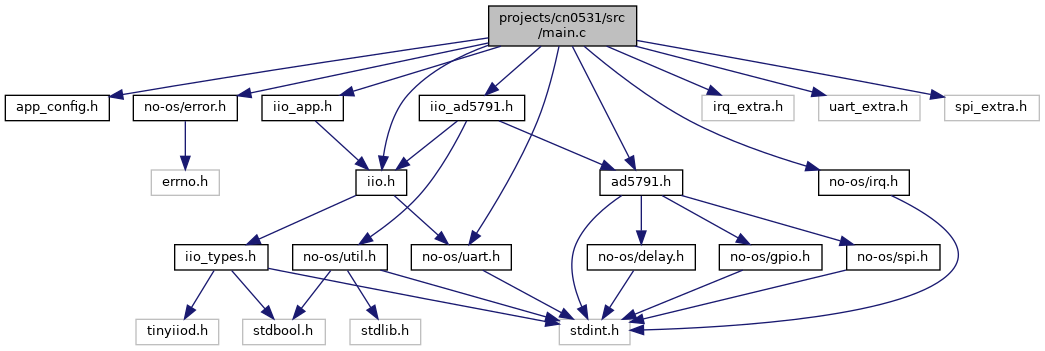 projects/cn0531/src
/main.c
app_config.h
no-os/error.h
iio_app.h
iio_ad5791.h
irq_extra.h
uart_extra.h
spi_extra.h
errno.h
iio.h
ad5791.h
no-os/irq.h
iio_types.h
no-os/util.h
no-os/uart.h
no-os/delay.h
no-os/gpio.h
no-os/spi.h
tinyiiod.h
stdbool.h
stdlib.h
stdint.h